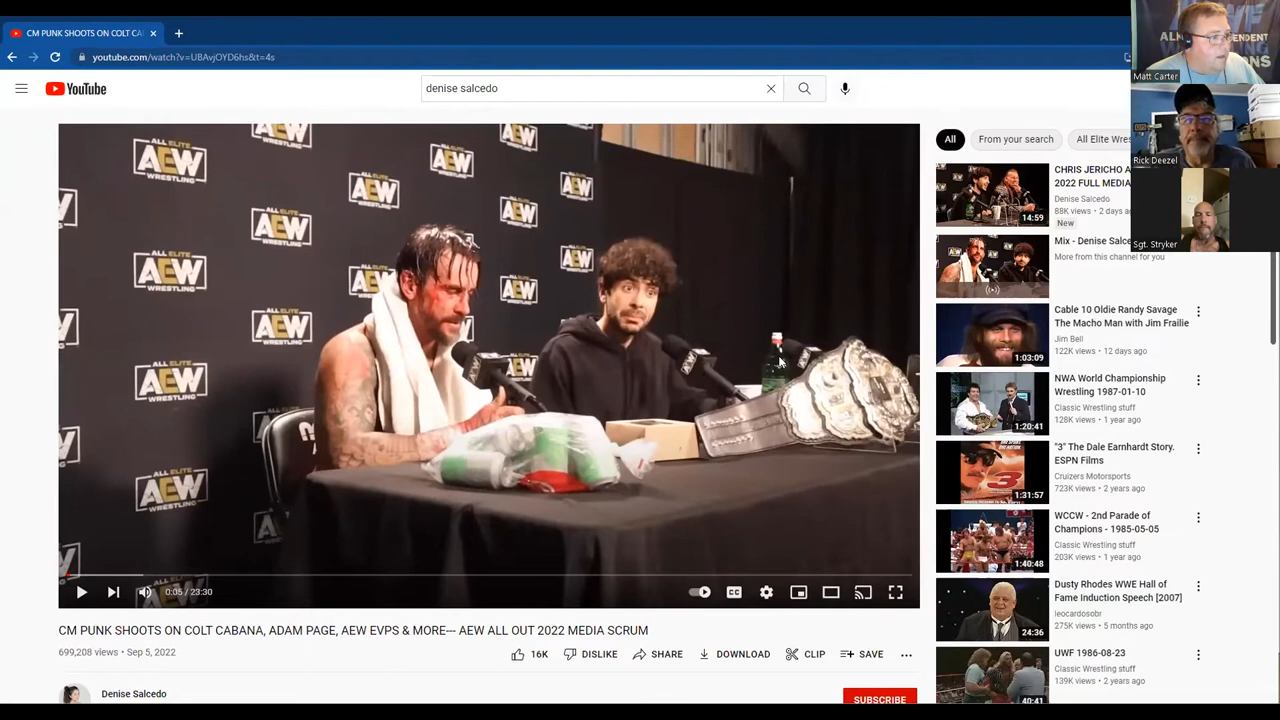 CM PUNK SHOOTS ON COLT CA
youtube.com/watch?v=UBAvjOYD6hs&t=4s
YouTube
denise salcedo
Matt Carter
Rick Deezel
Sgt. Stryker
AEW
ALL ELITE WRESTLING
All
From your search
All Elite Wres
CHRIS JERICHO A
2022 FULL MEDIA
Denise Salcedo
88K views • 2 days
New
14:59
Mix - Denise Salce
More from this channel for you
Cable 10 Oldie Randy Savage
The Macho Man with Jim Frailie
Jim Bell
122K views • 12 days ago
1:03:09
NWA World Championship
Wrestling 1987-01-10
Classic Wrestling stuff
128K views • 1 year ago
1:20:41
"3" The Dale Earnhardt Story.
ESPN Films
Cruizers Motorsports
723K views • 2 years ago
1:31:57
WCCW - 2nd Parade of
Champions - 1985-05-05
Classic Wrestling stuff
203K views • 1 year ago
1:40:48
Dusty Rhodes WWE Hall of
Fame Induction Speech [2007]
leocardosobr
275K views • 5 months ago
24:36
UWF 1986-08-23
Classic Wrestling stuff
139K views • 2 years ago
40:41
0:05 / 23:30
CC
CM PUNK SHOOTS ON COLT CABANA, ADAM PAGE, AEW EVPS & MORE--- AEW ALL OUT 2022 MEDIA SCRUM
699,208 views • Sep 5, 2022
16K
DISLIKE
SHARE
DOWNLOAD
CLIP
SAVE
Denise Salcedo
SUBSCRIBE